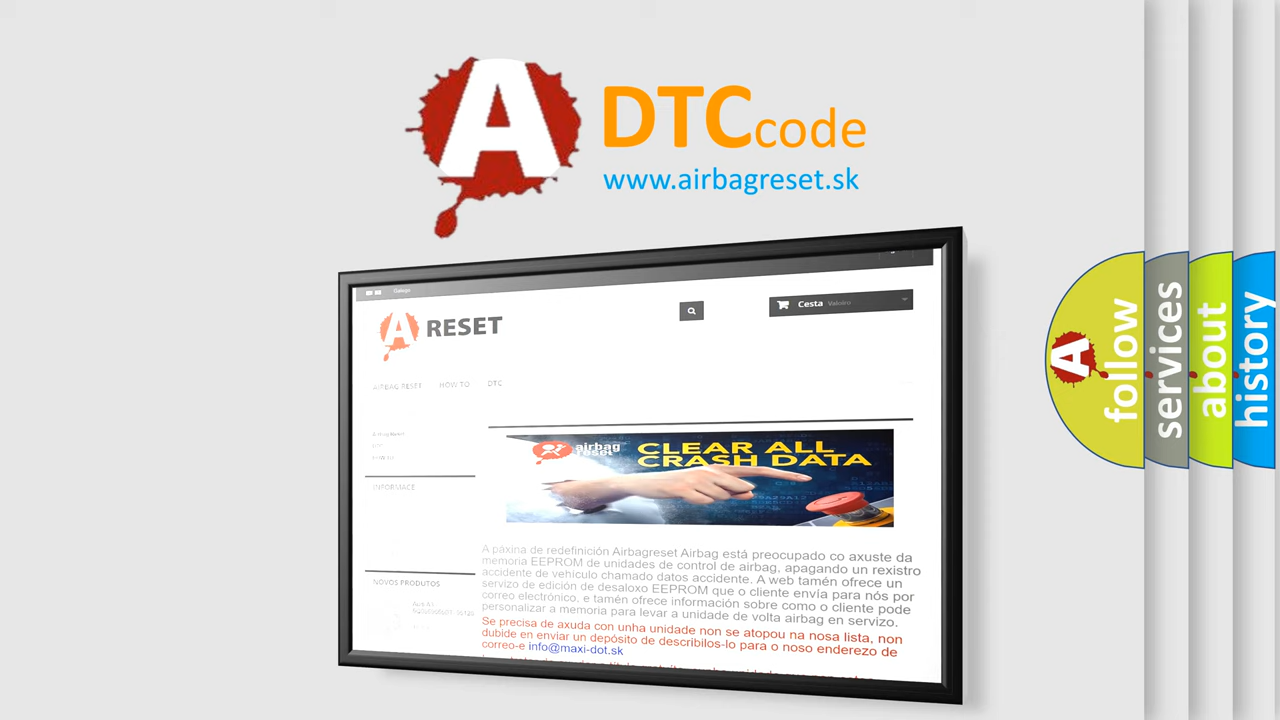 A
DTC code
www.airbagreset.sk
Galego
A RESET
Cesta Valeiro
AIRBAG RESET HOW TO DTC
INFORMACE
NOVOS PRODUTOS
airbag reset
CLEAR ALL
CRASH DATA
A páxina de redefinición Airbagreset Airbag está preocupado co axuste da
memoria EEPROM de unidades de control de airbag, apagando un rexistro
accidente de vehículo chamado datos accidente. A web tamén ofrece un
servizo de edición de desaloxo EEPROM que o cliente envía para nós por
correo electrónico, e tamén ofrece información sobre como o cliente pode
personalizar a memoria para levar a unidade de volta airbag en servizo.
Se precisa de axuda con unha unidade non se atopou na nosa lista, non
dubide en enviar un depósito de describilos-lo para o noso enderezo de
correo-e info@maxi-dot.sk
A
follow
services
about
history